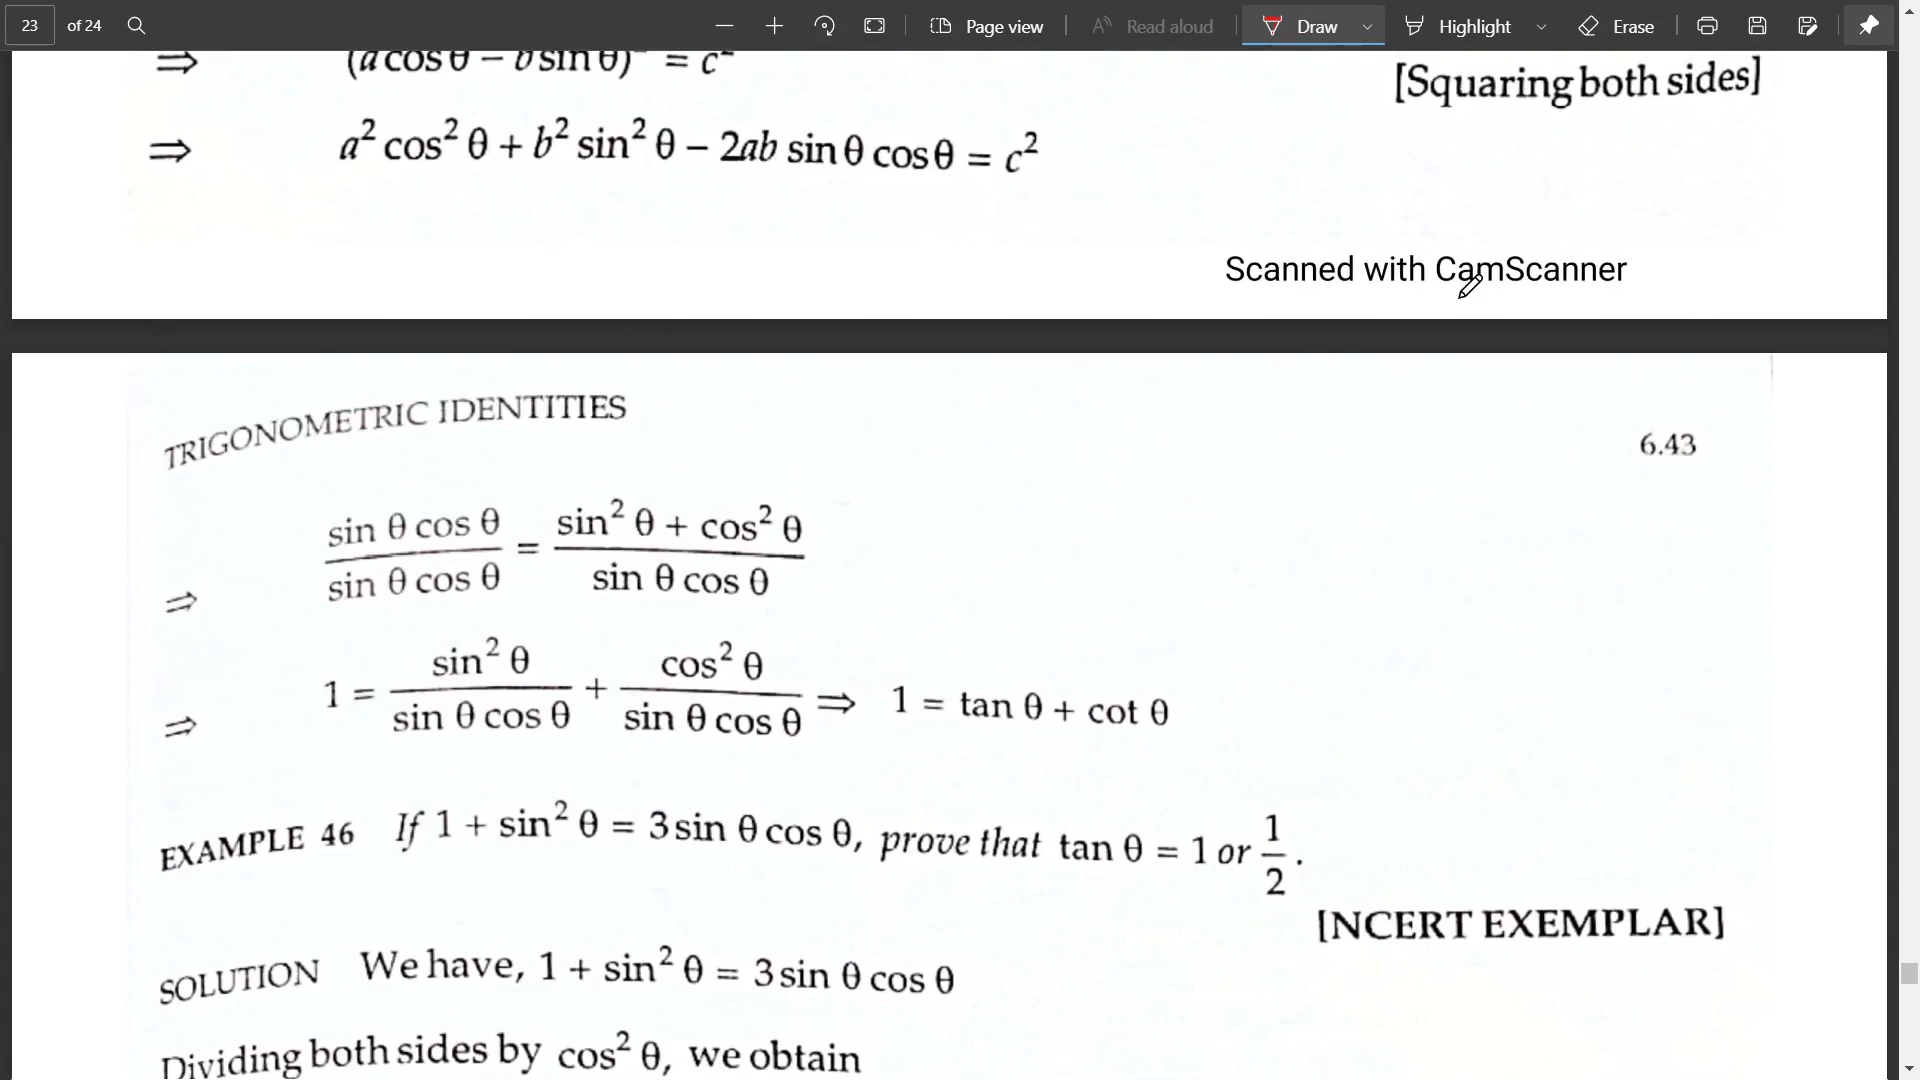 23 of 24 Page view Read aloud Draw Highlight Erase
⇒ (a cos θ – b sin θ)² = c² [Squaring both sides]
⇒ a² cos² θ + b² sin² θ – 2ab sin θ cos θ = c²
Scanned with CamScanner
TRIGONOMETRIC IDENTITIES 6.43
⇒ sin θ cos θ / sin θ cos θ = sin² θ + cos² θ / sin θ cos θ
⇒ 1 = sin² θ / sin θ cos θ + cos² θ / sin θ cos θ ⇒ 1 = tan θ + cot θ
EXAMPLE 46 If 1 + sin² θ = 3 sin θ cos θ, prove that tan θ = 1 or 1/2.
[NCERT EXEMPLAR]
SOLUTION We have, 1 + sin² θ = 3 sin θ cos θ
Dividing both sides by cos² θ, we obtain